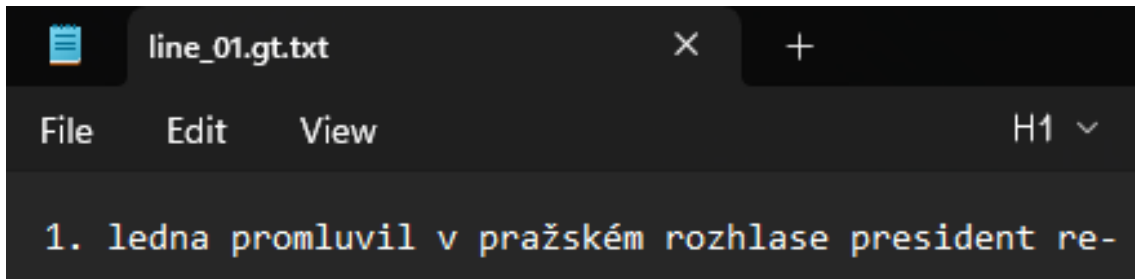 line_01.gt.txt
File Edit View H1
1. ledna promluvil v pražském rozhlase president re-